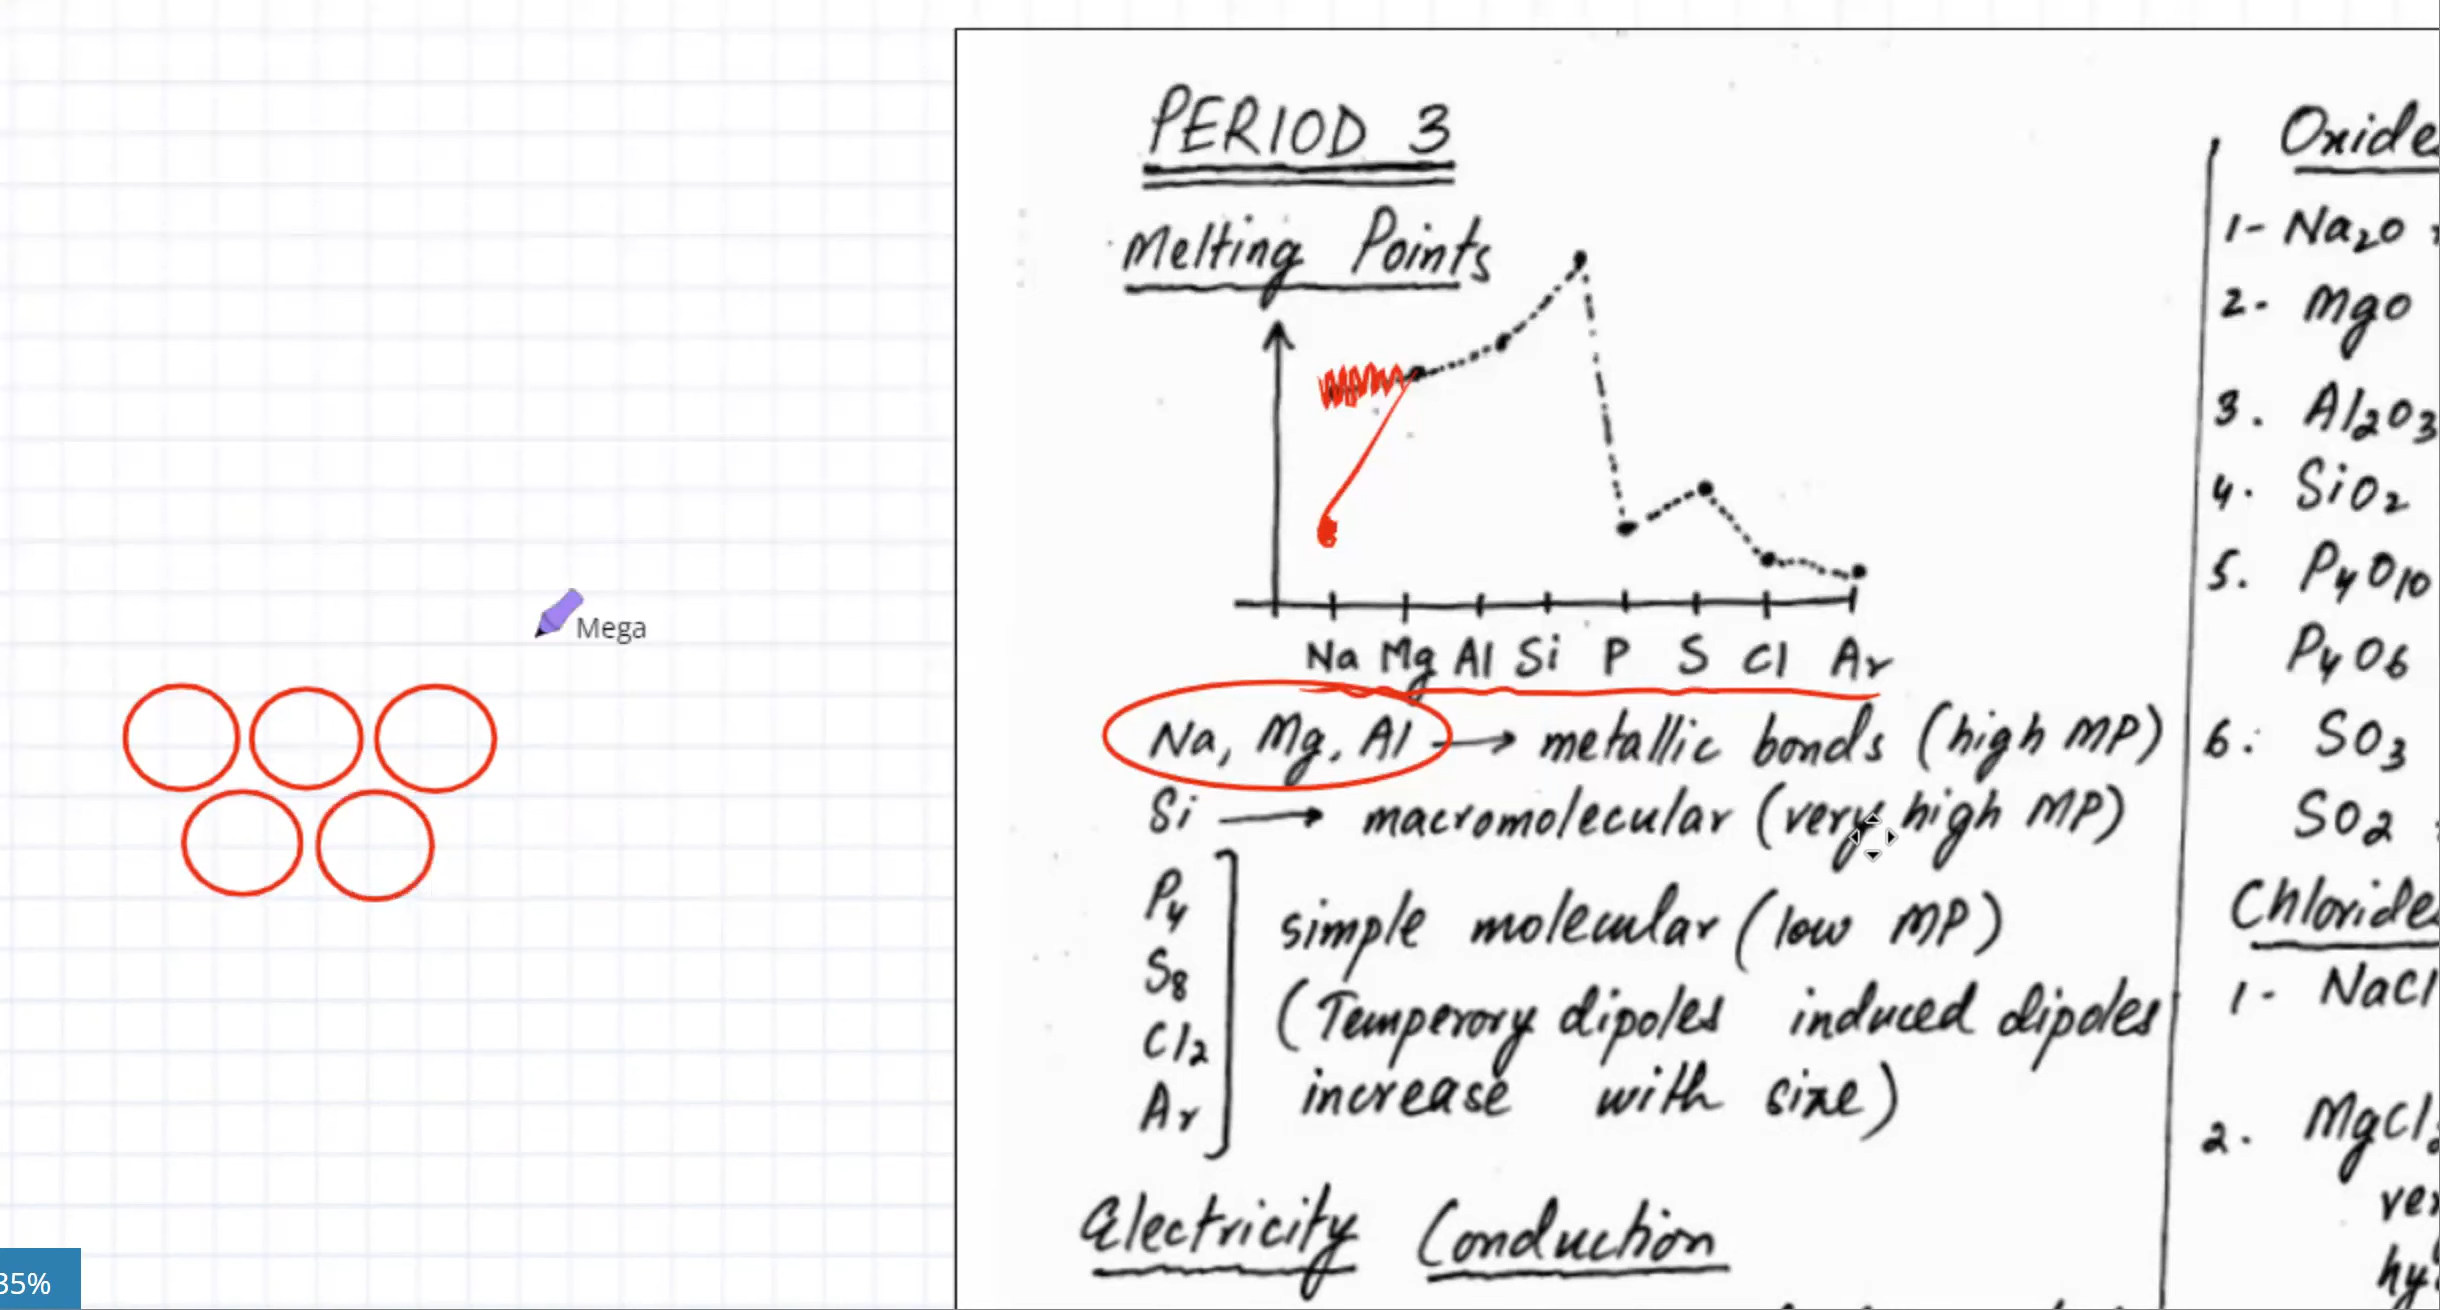 PERIOD 3
Melting Points
Na Mg Al Si P S Cl Ar
Na, Mg, Al → metallic bonds (high MP)
Si → macromolecular (very high MP)
P4
S8
Cl2
Ar
simple molecular (low MP)
(Temperory dipoles induced dipoles
increase with size)
Electricity Conduction
Oxide
1- Na2O
2- MgO
3. Al2O3
4. SiO2
5. P4O10
P4O6
6. SO3
SO2
Chloride
1- NaCl
2. MgCl2
ver
hy
Mega
35%